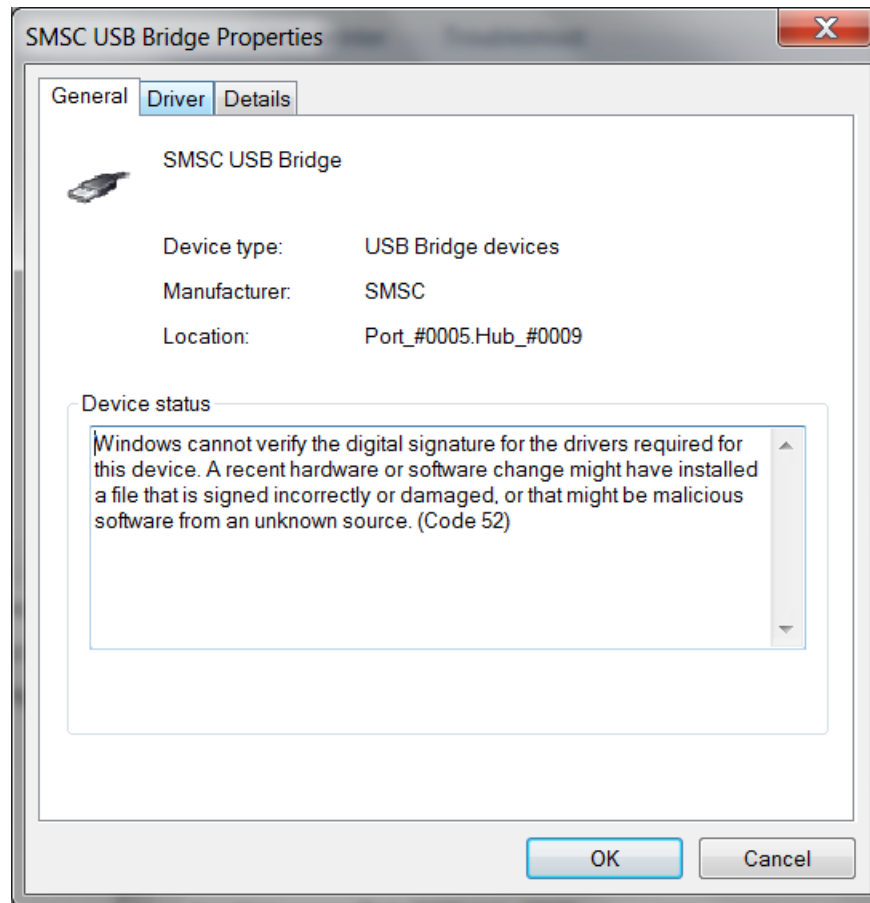 SMSC USB Bridge Properties
General Driver Details
SMSC USB Bridge
Device type: USB Bridge devices
Manufacturer: SMSC
Location: Port_#0005.Hub_#0009
Device status
Windows cannot verify the digital signature for the drivers required for
this device. A recent hardware or software change might have installed
a file that is signed incorrectly or damaged, or that might be malicious
software from an unknown source. (Code 52)
OK Cancel